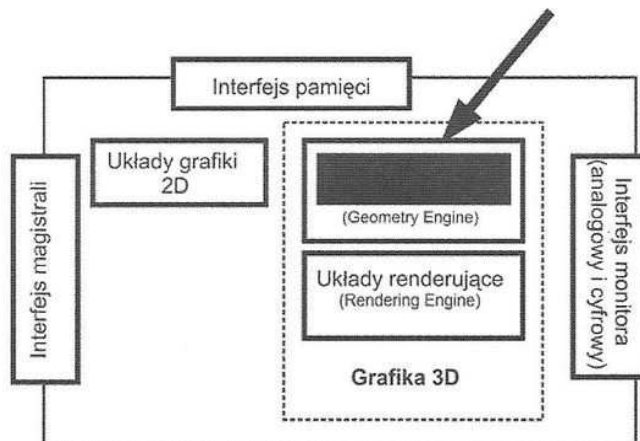 Interfejs pamięci
Układy grafiki
2D
(Geometry Engine)
Układy renderujące
(Rendering Engine)
Grafika 3D
Interfejs magistrali
Interfejs monitora
(analogowy i cyfrowy)